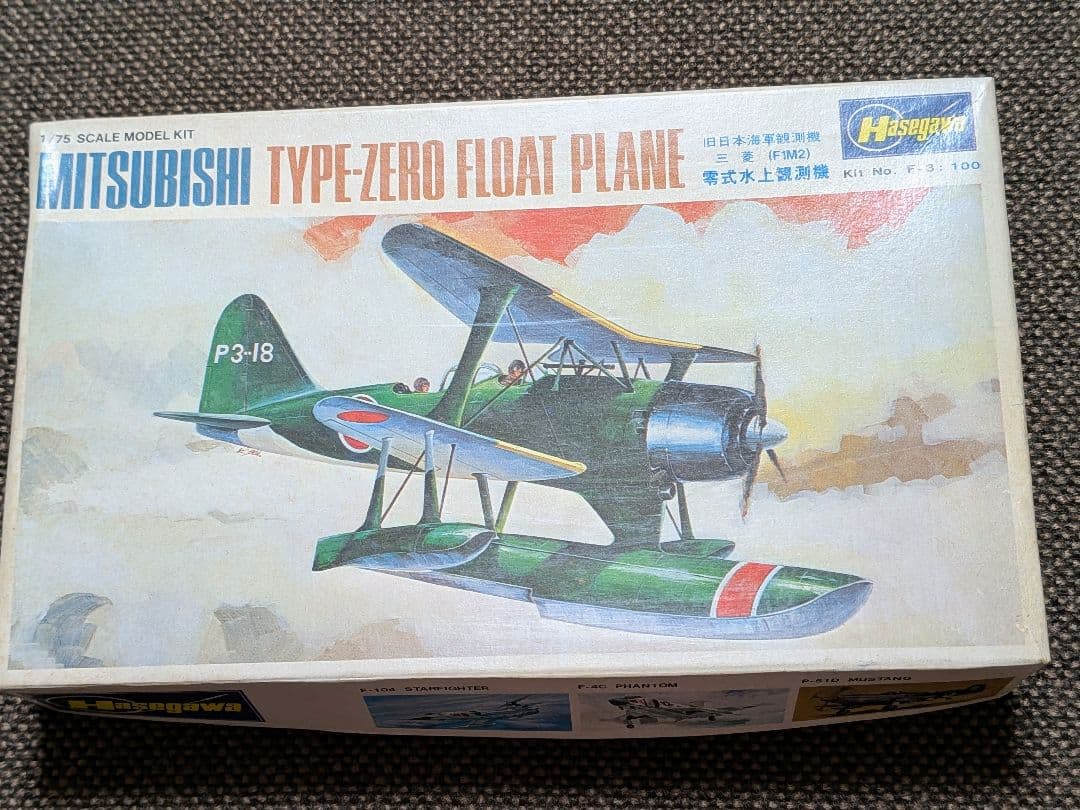 1/75 SCALE MODEL KIT
MITSUBISHI TYPE-ZERO FLOAT PLANE
旧日本海軍観測機
三菱 (F1M2)
零式水上観測機
Hasegawa
Kit No. F-3:100
P3-18
Hasegawa
F-104 STARFIGHTER
F-4C PHANTOM
P-51D MUSTANG